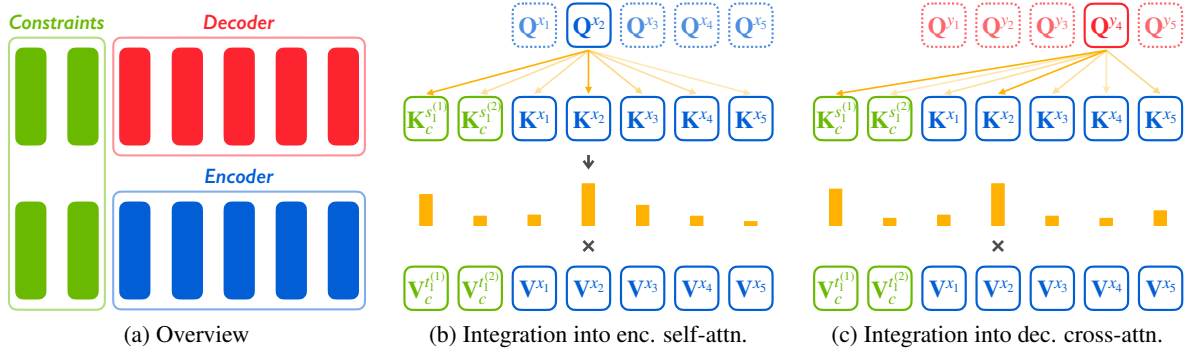 Constraints
Decoder
Encoder
(a) Overview
Q^{x_1} Q^{x_2} Q^{x_3} Q^{x_4} Q^{x_5}
K_c^{s_1^{(1)}} K_c^{s_1^{(2)}} K^{x_1} K^{x_2} K^{x_3} K^{x_4} K^{x_5}
×
V_c^{t_1^{(1)}} V_c^{t_1^{(2)}} V^{x_1} V^{x_2} V^{x_3} V^{x_4} V^{x_5}
(b) Integration into enc. self-attn.
Q^{y_1} Q^{y_2} Q^{y_3} Q^{y_4} Q^{y_5}
K_c^{s_1^{(1)}} K_c^{s_1^{(2)}} K^{x_1} K^{x_2} K^{x_3} K^{x_4} K^{x_5}
×
V_c^{t_1^{(1)}} V_c^{t_1^{(2)}} V^{x_1} V^{x_2} V^{x_3} V^{x_4} V^{x_5}
(c) Integration into dec. cross-attn.